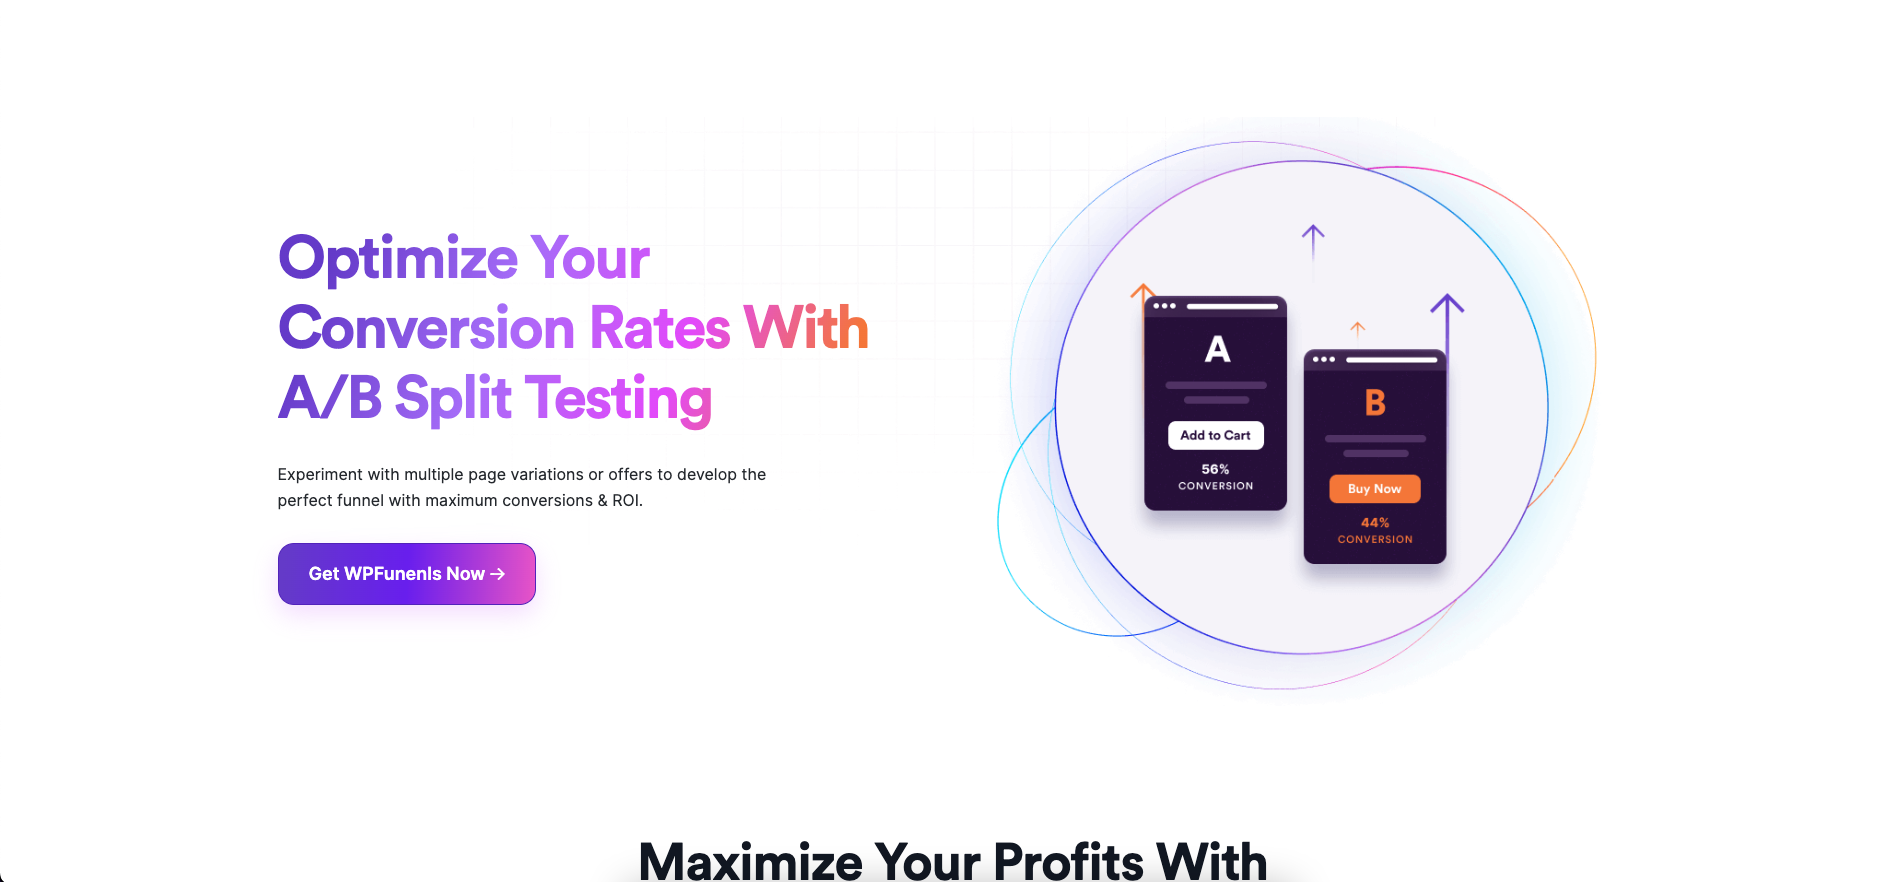 Optimize Your
Conversion Rates With
A/B Split Testing
Experiment with multiple page variations or offers to develop the
perfect funnel with maximum conversions & ROI.
Get WPFunenls Now →
A
Add to Cart
56%
CONVERSION
B
Buy Now
44%
CONVERSION
Maximize Your Profits With